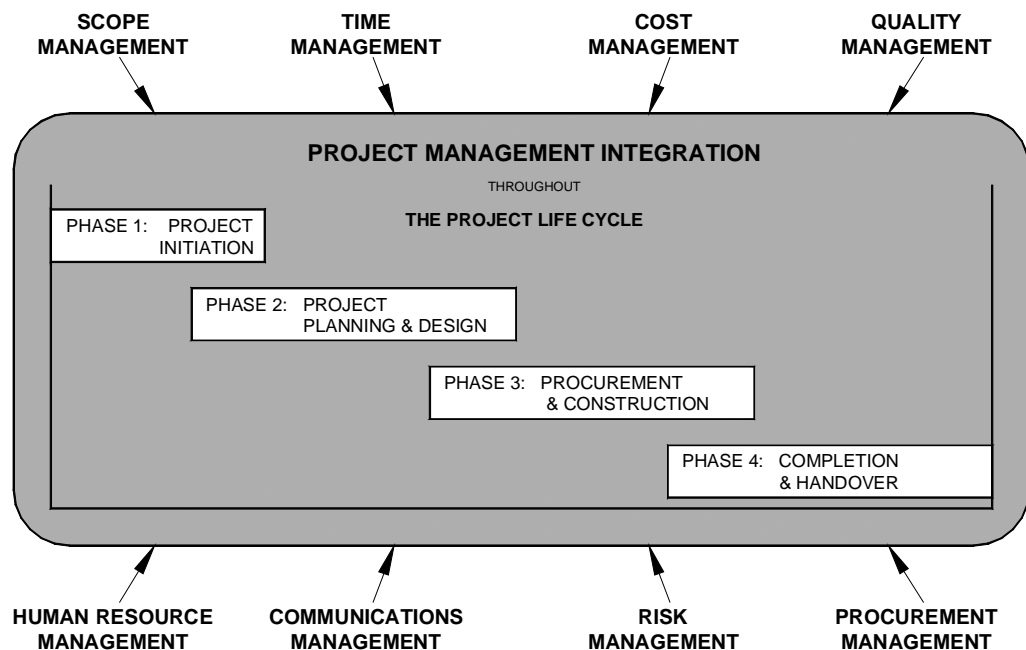 SCOPE
MANAGEMENT
TIME
MANAGEMENT
COST
MANAGEMENT
QUALITY
MANAGEMENT
PROJECT MANAGEMENT INTEGRATION
THROUGHOUT
THE PROJECT LIFE CYCLE
PHASE 1: PROJECT
INITIATION
PHASE 2: PROJECT
PLANNING & DESIGN
PHASE 3: PROCUREMENT
& CONSTRUCTION
PHASE 4: COMPLETION
& HANDOVER
HUMAN RESOURCE
MANAGEMENT
COMMUNICATIONS
MANAGEMENT
RISK
MANAGEMENT
PROCUREMENT
MANAGEMENT